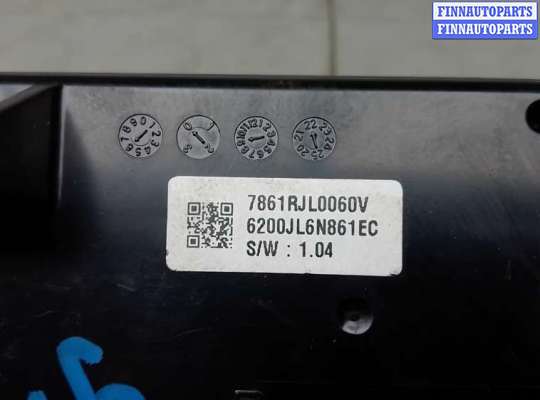 FINNAUTOPARTS
FINNAUTOPARTS
7861RJL0060V
6200JL6N861EC
S/W : 1.04